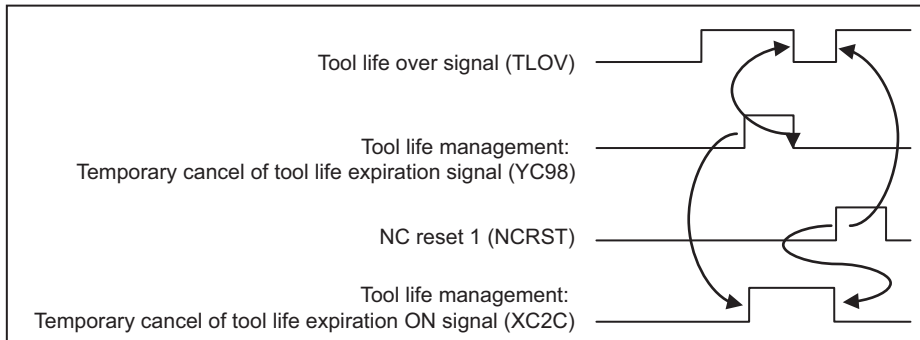 Tool life over signal (TLOV)
Tool life management:
Temporary cancel of tool life expiration signal (YC98)
NC reset 1 (NCRST)
Tool life management:
Temporary cancel of tool life expiration ON signal (XC2C)